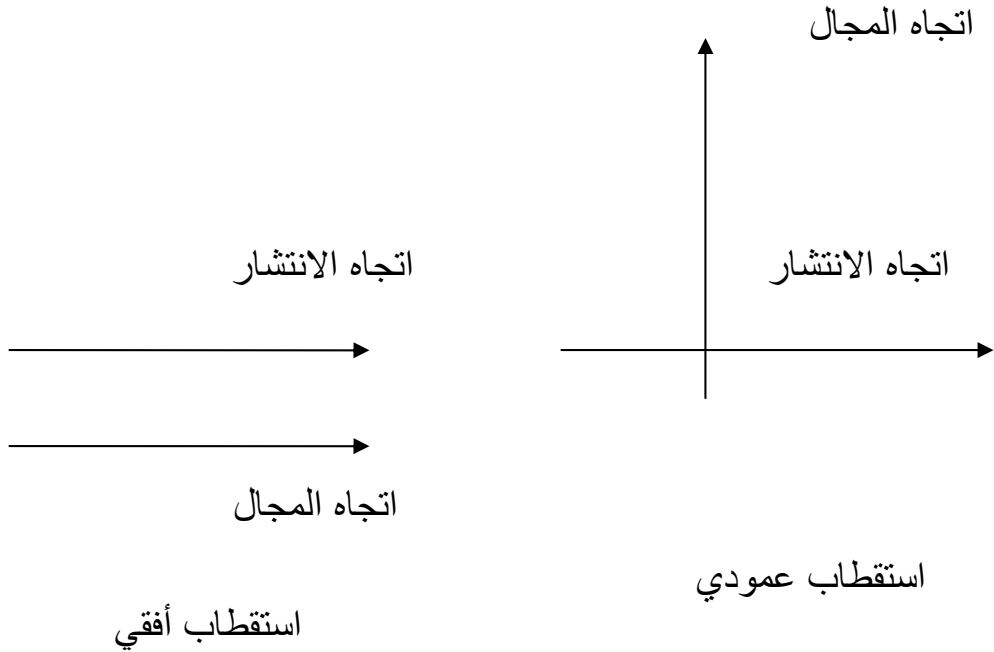 اتجاه المجال
اتجاه الانتشار
اتجاه الانتشار
اتجاه المجال
استقطاب عمودي
استقطاب أفقي